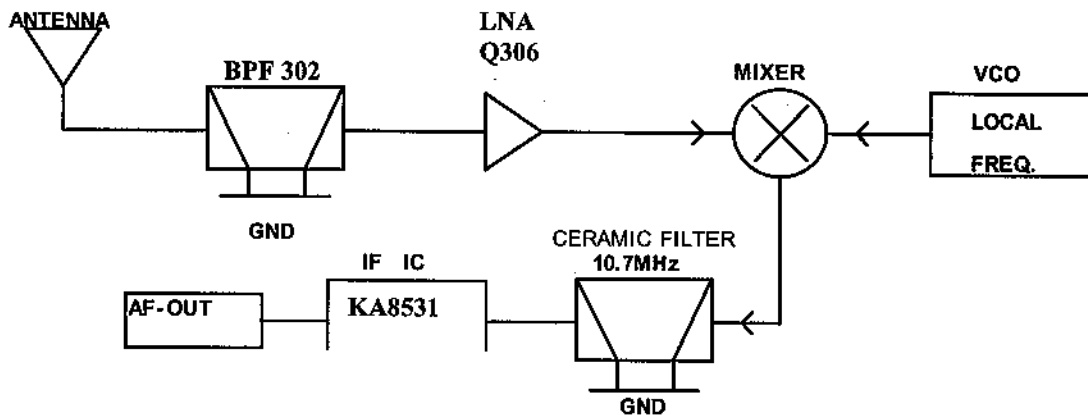 ANTENNA
BPF 302
GND
LNA
Q306
MIXER
VCO
LOCAL
FREQ.
CERAMIC FILTER
10.7MHz
GND
IF IC
KA8531
AF-OUT